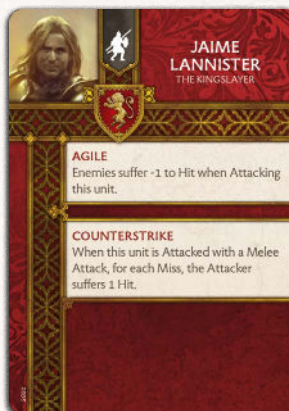 JAIME
LANNISTER
THE KINGSLAYER
AGILE
Enemies suffer -1 to Hit when Attacking
this unit.
COUNTERSTRIKE
When this unit is Attacked with a Melee
Attack, for each Miss, the Attacker
suffers 1 Hit.